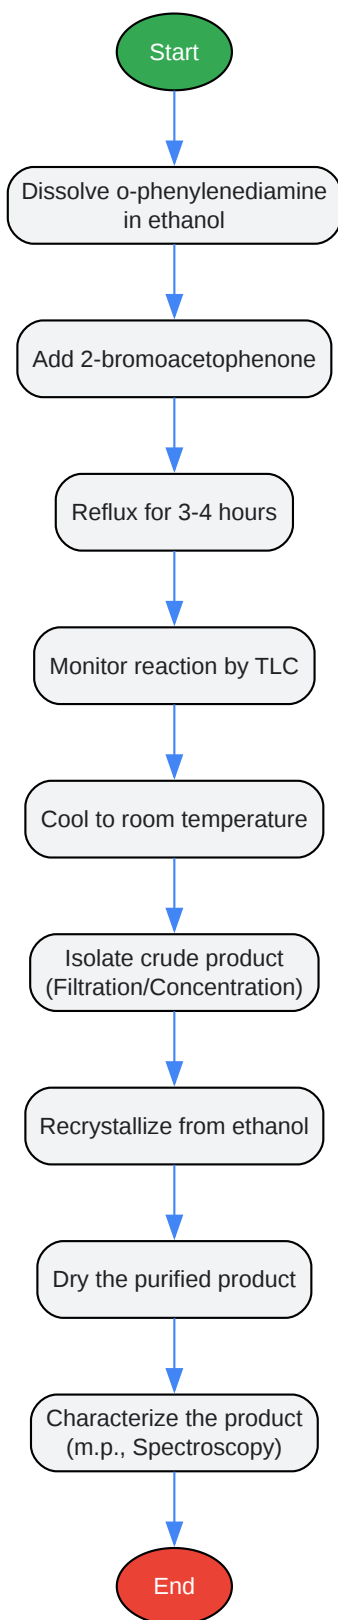 Start
Dissolve o-phenylenediamine
in ethanol
Add 2-bromoacetophenone
Reflux for 3-4 hours
Monitor reaction by TLC
Cool to room temperature
Isolate crude product
(Filtration/Concentration)
Recrystallize from ethanol
Dry the purified product
Characterize the product
(m.p., Spectroscopy)
End